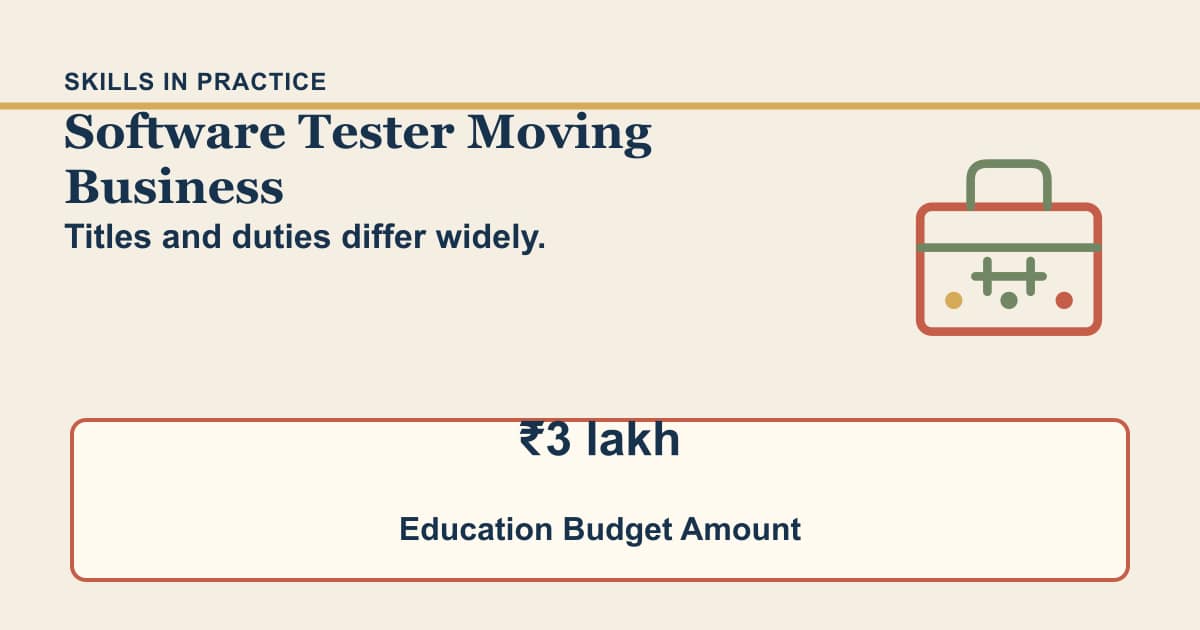 SKILLS IN PRACTICE
Software Tester Moving
Business
Titles and duties differ widely.
₹3 lakh
Education Budget Amount